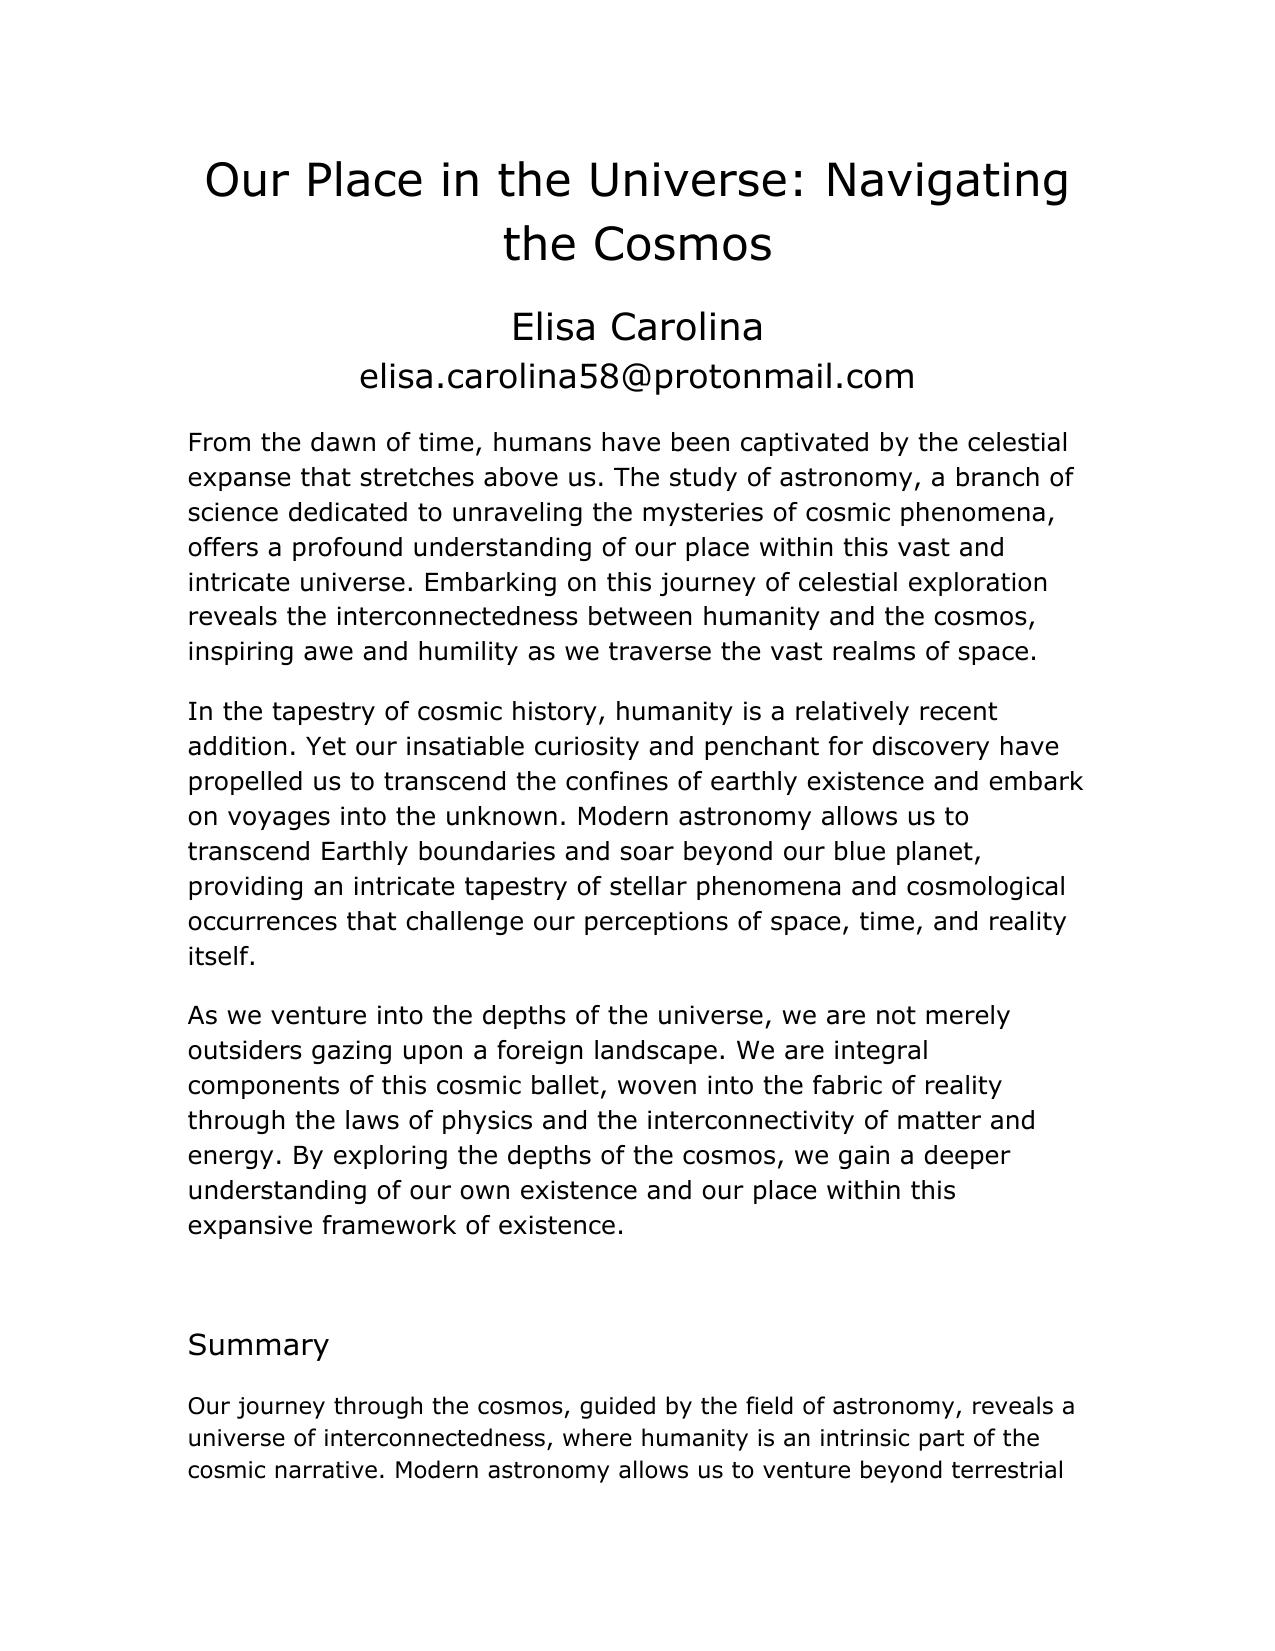 Our Place in the Universe: Navigating
the Cosmos
Elisa Carolina
elisa.carolina58@protonmail.com
From the dawn of time, humans have been captivated by the celestial
expanse that stretches above us. The study of astronomy, a branch of
science dedicated to unraveling the mysteries of cosmic phenomena,
offers a profound understanding of our place within this vast and
intricate universe. Embarking on this journey of celestial exploration
reveals the interconnectedness between humanity and the cosmos,
inspiring awe and humility as we traverse the vast realms of space.
In the tapestry of cosmic history, humanity is a relatively recent
addition. Yet our insatiable curiosity and penchant for discovery have
propelled us to transcend the confines of earthly existence and embark
on voyages into the unknown. Modern astronomy allows us to
transcend Earthly boundaries and soar beyond our blue planet,
providing an intricate tapestry of stellar phenomena and cosmological
occurrences that challenge our perceptions of space, time, and reality
itself.
As we venture into the depths of the universe, we are not merely
outsiders gazing upon a foreign landscape. We are integral
components of this cosmic ballet, woven into the fabric of reality
through the laws of physics and the interconnectivity of matter and
energy. By exploring the depths of the cosmos, we gain a deeper
understanding of our own existence and our place within this
expansive framework of existence.
Summary
Our journey through the cosmos, guided by the field of astronomy, reveals a
universe of interconnectedness, where humanity is an intrinsic part of the
cosmic narrative. Modern astronomy allows us to venture beyond terrestrial